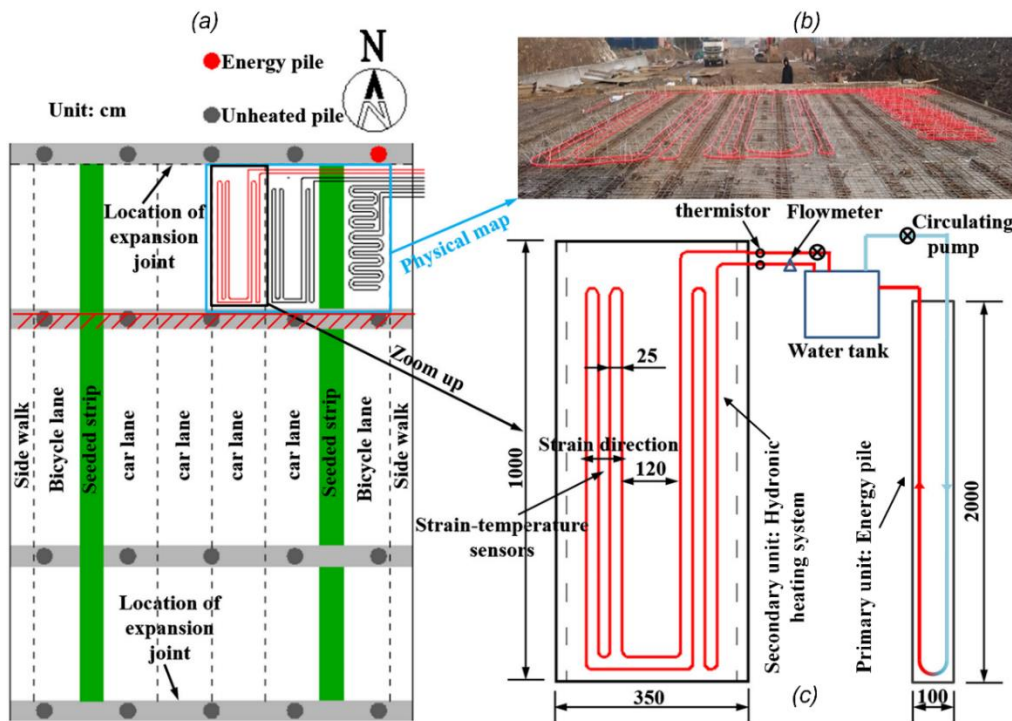 (a)
N
Energy pile
Unit: cm
Unheated pile
Location of
expansion
joint
Physical map
Zoom up
Side walk
Bicycle lane
Seeded strip
car lane
car lane
car lane
car lane
Seeded strip
Bicycle lane
Side walk
Location of
expansion
joint
(b)
thermistor
Flowmeter
Circulating
pump
Water tank
25
Strain direction
120
1000
Strain-temperature
sensors
Secondary unit: Hydronic
heating system
Primary unit: Energy pile
2000
350
100
(c)